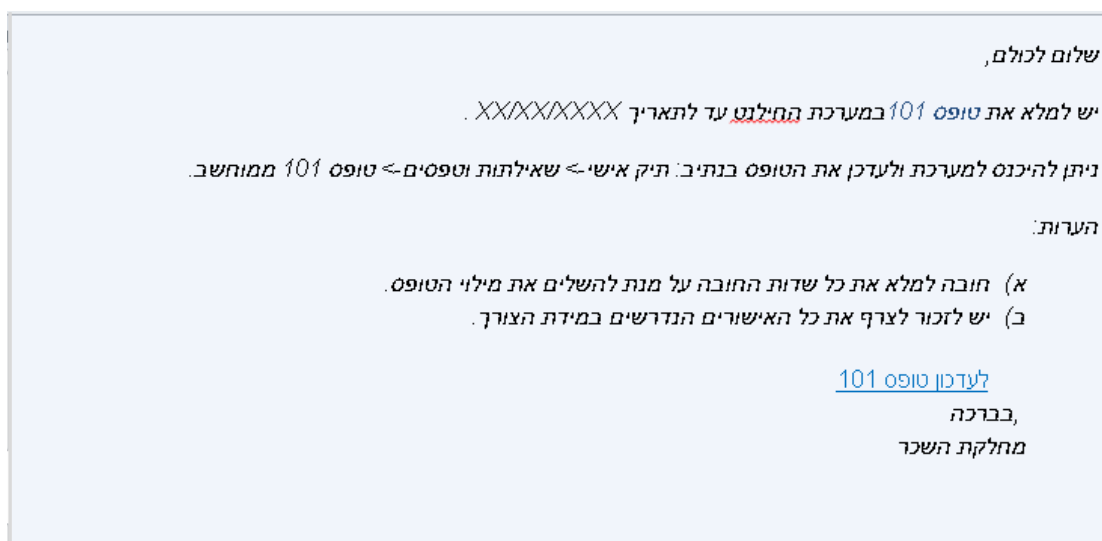 שלום לכולם,
יש למלא את טופס 101 במערכת החילנט עד לתאריך XX/XX/XXXX .
ניתן להיכנס למערכת ולעדכן את הטופס בנתיב: תיק אישי-> שאילתות וטפסים-> טופס 101 ממוחשב.
הערות:
א) חובה למלא את כל שדות החובה על מנת להשלים את מילוי הטופס.
ב) יש לזכור לצרף את כל האישורים הנדרשים במידת הצורך.
לעדכון טופס 101
,בברכה
מחלקת השכר